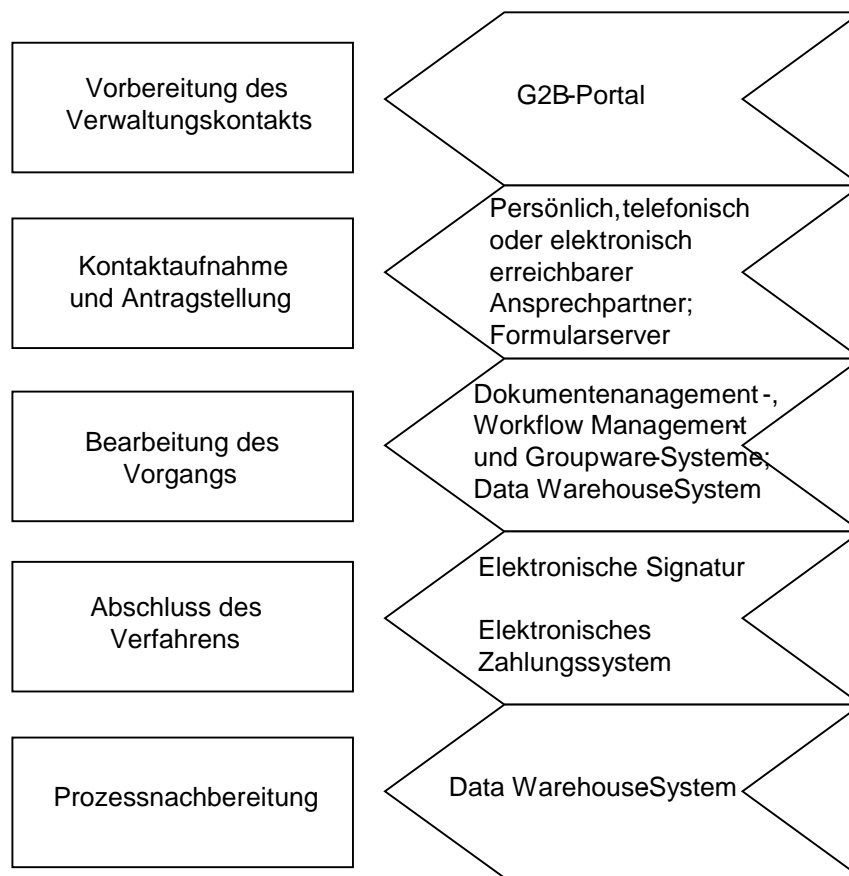 Vorbereitung des
Verwaltungskontakts
G2B-Portal
Kontaktaufnahme
und Antragstellung
Persönlich,telefonisch
oder elektronisch
erreichbarer
Ansprechpartner;
Formularserver
Bearbeitung des
Vorgangs
Dokumentenanagement -,
Workflow Management-
und Groupware-Systeme;
Data WarehouseSystem
Abschluss des
Verfahrens
Elektronische Signatur
Elektronisches
Zahlungssystem
Prozessnachbereitung
Data WarehouseSystem